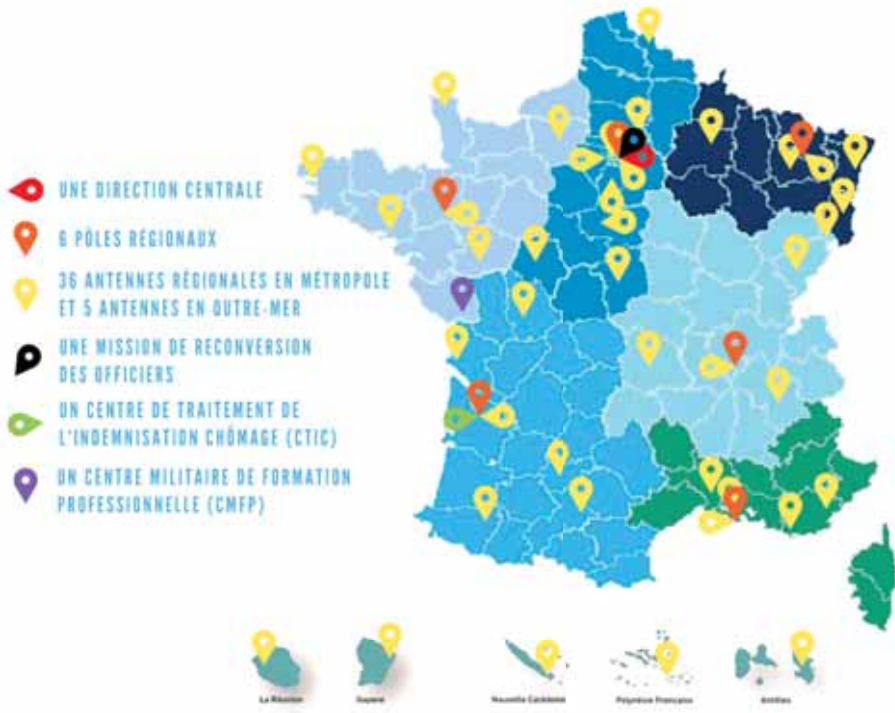 UNE DIRECTION CENTRALE
6 PÔLES RÉGIONAUX
36 ANTENNES RÉGIONALES EN MÉTROPOLE
ET 5 ANTENNES EN OUTRE-MER
UNE MISSION DE RECONVERSION
DES OFFICIERS
UN CENTRE DE TRAITEMENT DE
L'INDEMNISATION CHÔMAGE (CTIC)
UN CENTRE MILITAIRE DE FORMATION
PROFESSIONNELLE (CMFP)
La Réunion
Guyane
Nouvelle Calédonie
Polynésie Française
Antilles